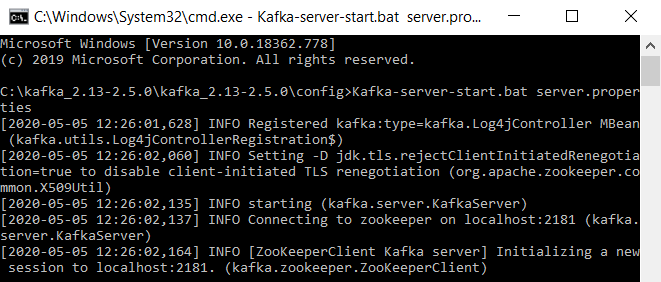 C:\Windows\System32\cmd.exe - Kafka-server-start.bat  server.pro...
Microsoft Windows [Version 10.0.18362.778]
(c) 2019 Microsoft Corporation. All rights reserved.
C:\kafka_2.13-2.5.0\kafka_2.13-2.5.0\config>Kafka-server-start.bat server.proper
ties
[2020-05-05 12:26:01,628] INFO Registered kafka:type=kafka.Log4jController MBean
 (kafka.utils.Log4jControllerRegistration$)
[2020-05-05 12:26:02,060] INFO Setting -D jdk.tls.rejectClientInitiatedRenegotia
tion=true to disable client-initiated TLS renegotiation (org.apache.zookeeper.co
mmon.X509Util)
[2020-05-05 12:26:02,135] INFO starting (kafka.server.KafkaServer)
[2020-05-05 12:26:02,137] INFO Connecting to zookeeper on localhost:2181 (kafka.
server.KafkaServer)
[2020-05-05 12:26:02,164] INFO [ZooKeeperClient Kafka server] Initializing a new
 session to localhost:2181. (kafka.zookeeper.ZooKeeperClient)